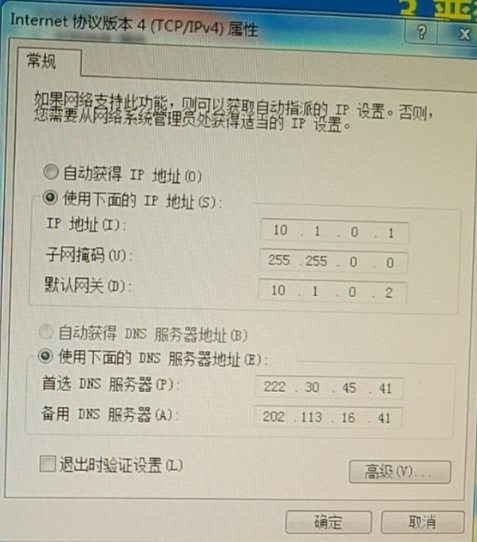 Internet 协议版本 4 (TCP/IPv4) 属性
常规
如果网络支持此功能，则可以获取自动指派的 IP 设置。否则，
您需要从网络系统管理员处获得适当的 IP 设置。
自动获得 IP 地址(O)
使用下面的 IP 地址(S):
IP 地址(I): 10 . 1 . 0 . 1
子网掩码(U): 255 .255 . 0 . 0
默认网关(D): 10 . 1 . 0 . 2
自动获得 DNS 服务器地址(B)
使用下面的 DNS 服务器地址(E):
首选 DNS 服务器(P): 222 . 30 . 45 . 41
备用 DNS 服务器(A): 202 .113 . 16 . 41
退出时验证设置(L)
高级(V)...
确定 取消